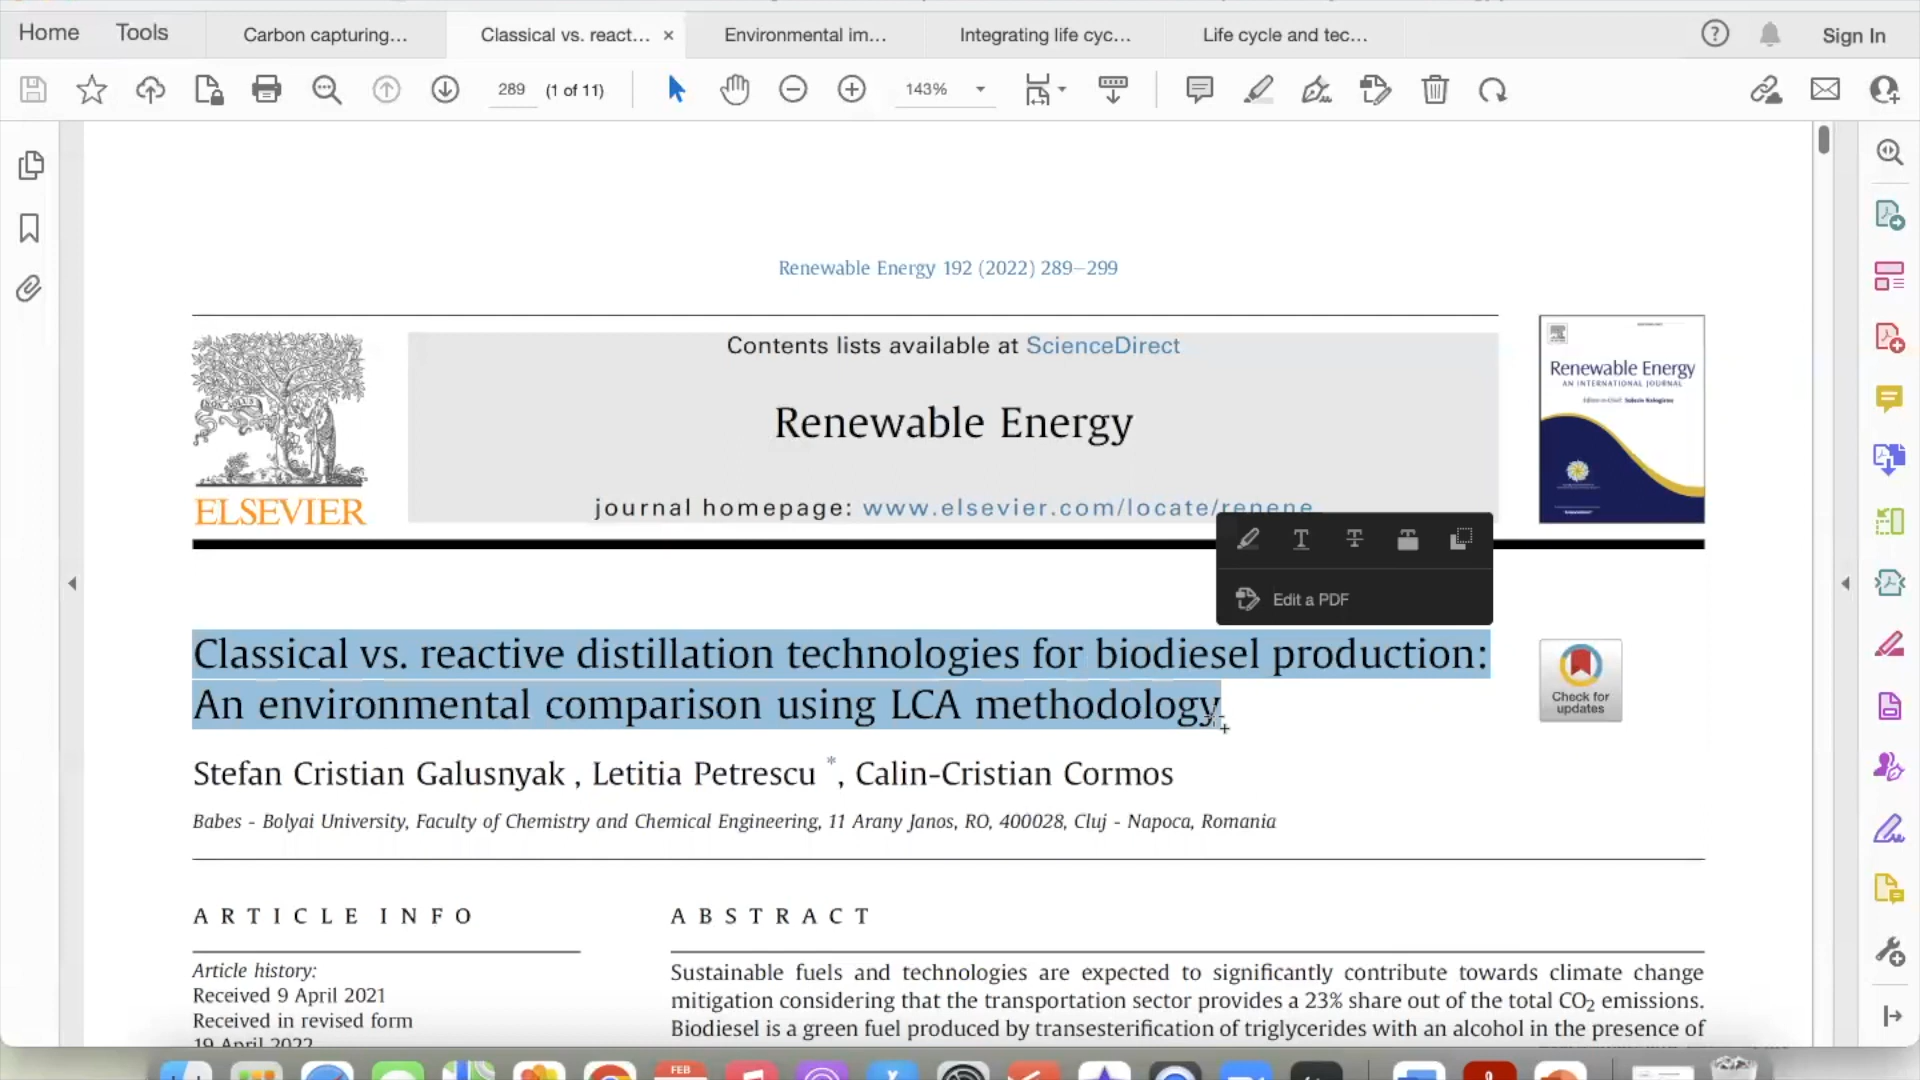 Home Tools Carbon capturing... Classical vs. react... × Environmental im... Integrating life cyc... Life cycle and tec... Sign In
289 (1 of 11) 143%
Renewable Energy 192 (2022) 289–299
Contents lists available at ScienceDirect
Renewable Energy
journal homepage: www.elsevier.com/locate/renene
ELSEVIER
Renewable Energy
AN INTERNATIONAL JOURNAL
Edit a PDF
Classical vs. reactive distillation technologies for biodiesel production:
An environmental comparison using LCA methodology
Check for
updates
Stefan Cristian Galusnyak , Letitia Petrescu *, Calin-Cristian Cormos
Babes - Bolyai University, Faculty of Chemistry and Chemical Engineering, 11 Arany Janos, RO, 400028, Cluj - Napoca, Romania
ARTICLE INFO
Article history:
Received 9 April 2021
Received in revised form
19 April 2022
ABSTRACT
Sustainable fuels and technologies are expected to significantly contribute towards climate change
mitigation considering that the transportation sector provides a 23% share out of the total CO2 emissions.
Biodiesel is a green fuel produced by transesterification of triglycerides with an alcohol in the presence of
FEB